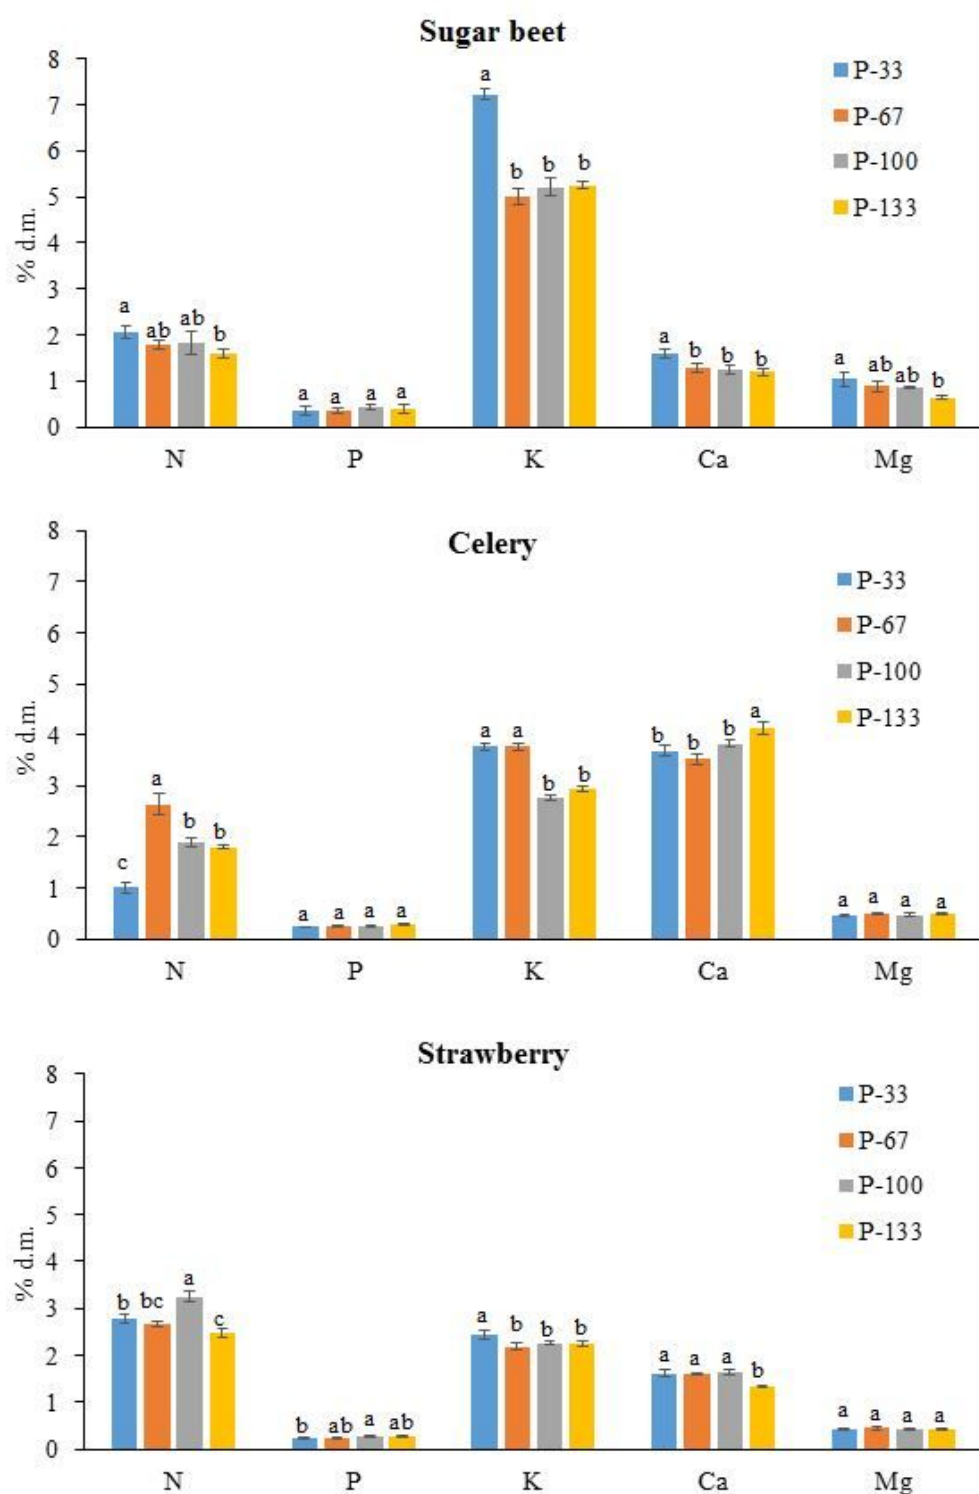 Sugar beet
8
7
6
5
4
3
2
1
0
% d.m.
P-33
P-67
P-100
P-133
a ab ab b
a a a a
a b b b
a b b b
a ab ab b
N P K Ca Mg
Celery
8
7
6
5
4
3
2
1
0
% d.m.
P-33
P-67
P-100
P-133
c a b b
a a a a
a a b b
b b b a
a a a a
N P K Ca Mg
Strawberry
8
7
6
5
4
3
2
1
0
% d.m.
P-33
P-67
P-100
P-133
b bc a c
b ab a ab
a b b b
a a a b
a a a a
N P K Ca Mg